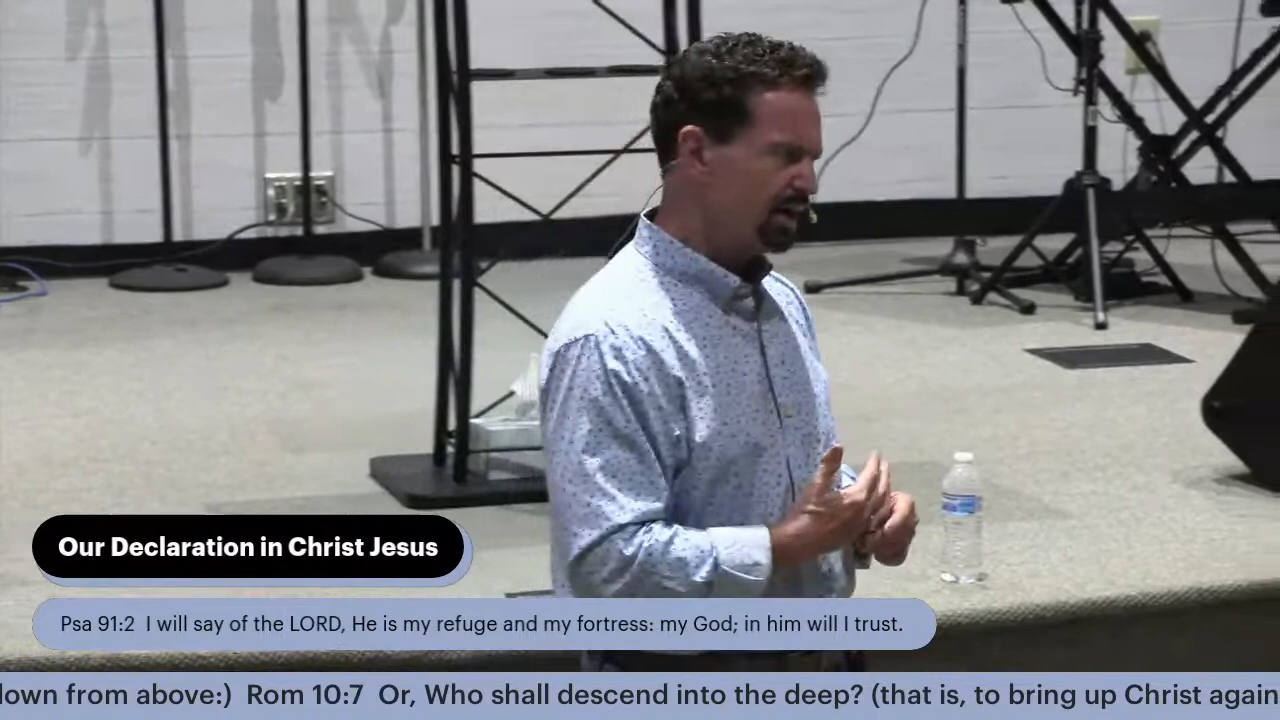 Our Declaration in Christ Jesus
Psa 91:2 I will say of the LORD, He is my refuge and my fortress: my God; in him will I trust.
down from above:) Rom 10:7 Or, Who shall descend into the deep? (that is, to bring up Christ again